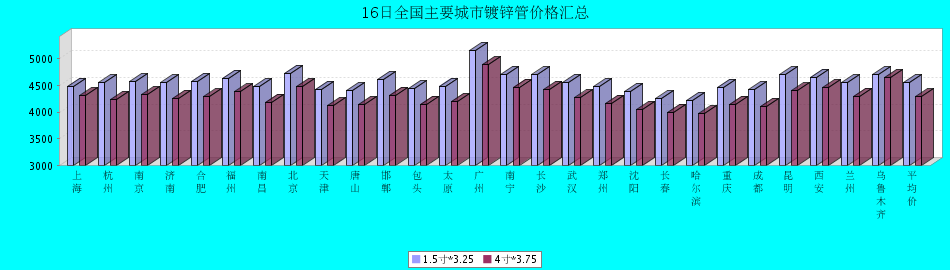 16日全国主要城市镀锌管价格汇总
5000
4500
4000
3500
3000
上海 杭州 南京 济南 合肥 福州 南昌 北京 天津 唐山 邯郸 包头 太原 广州 南宁 长沙 武汉 郑州 沈阳 长春 哈尔滨 重庆 成都 昆明 西安 兰州 乌鲁木齐 平均价
1.5寸*3.25 4寸*3.75